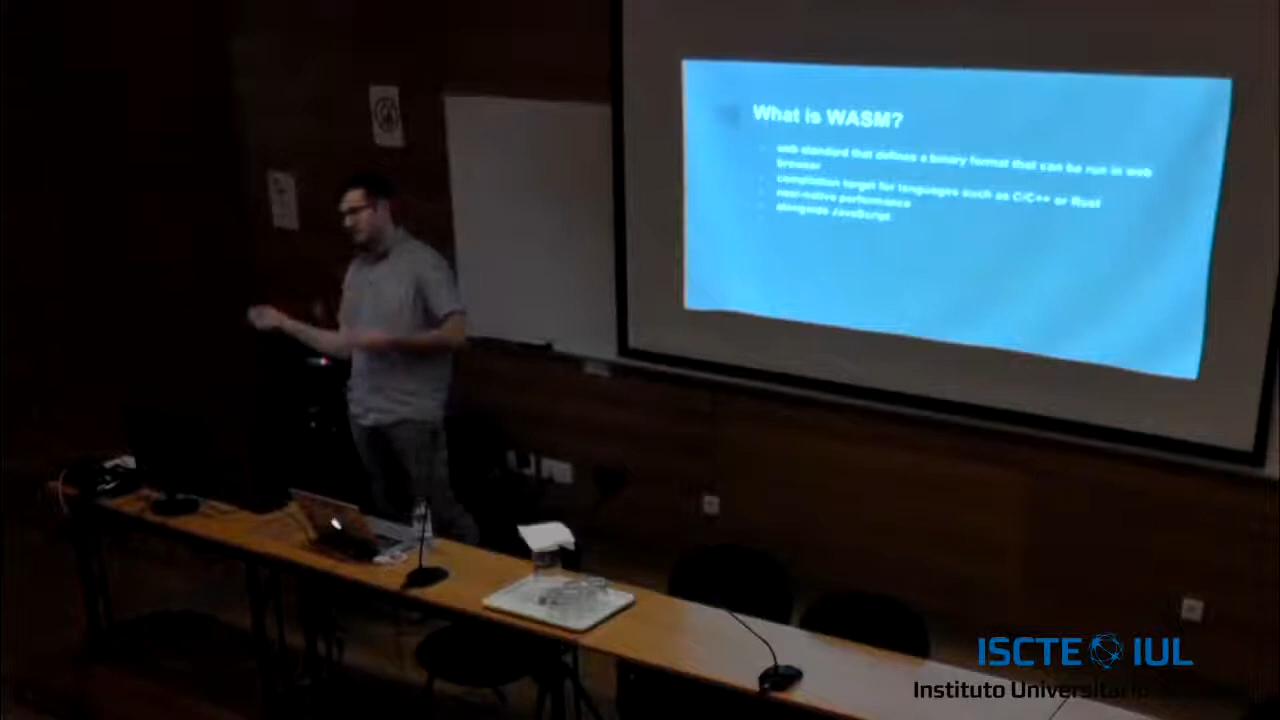 What is WASM?
web standard that defines a binary format that can be run in web
browser
compilation target for languages such as C/C++ or Rust
near-native performance
alongside JavaScript
ISCTE IUL
Instituto Universitário